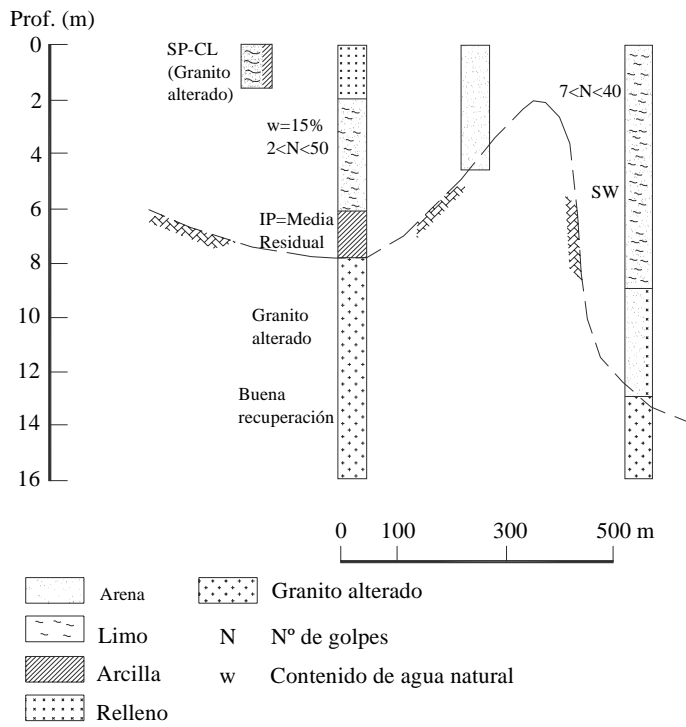 Prof. (m)
0
2
4
6
8
10
12
14
16
SP-CL
(Granito
alterado)
w=15%
2<N<50
IP=Media
Residual
Granito
alterado
Buena
recuperación
7<N<40
SW
0 100 300 500 m
Arena
Limo
Arcilla
Relleno
Granito alterado
N Nº de golpes
w Contenido de agua natural